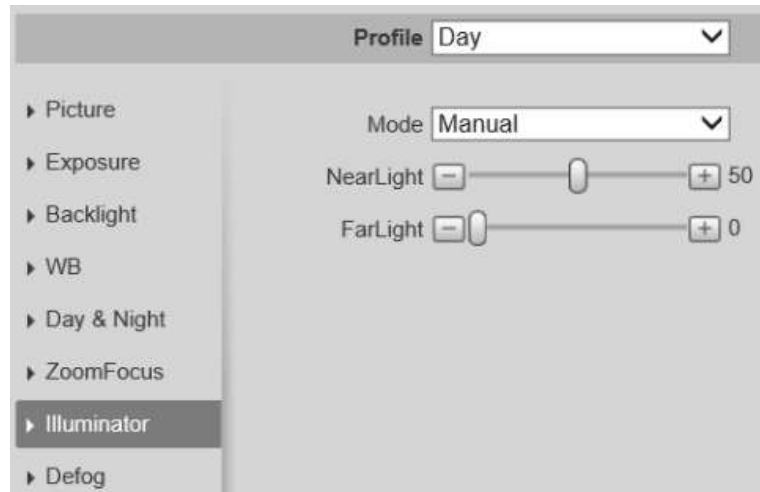 Profile Day
Picture
Mode Manual
Exposure
NearLight 50
Backlight
FarLight 0
WB
Day & Night
ZoomFocus
Illuminator
Defog